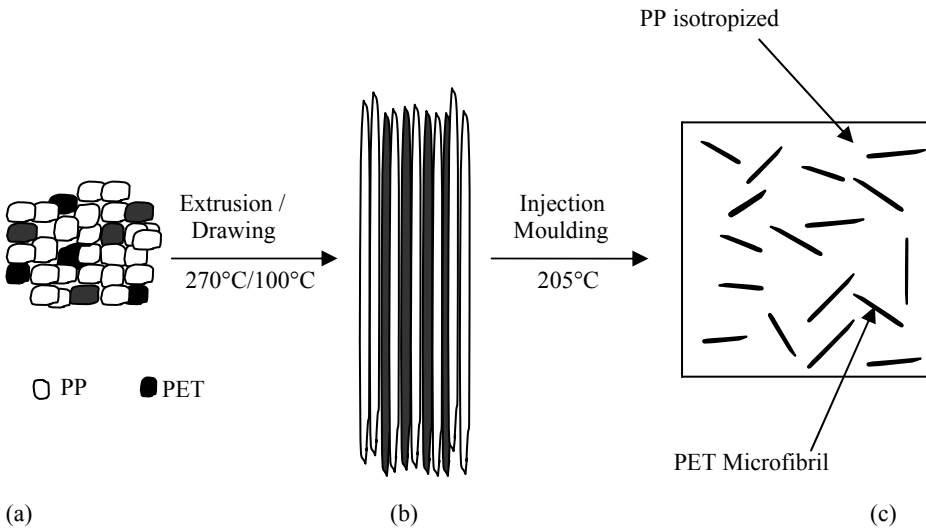 PP isotropized
Extrusion /
Drawing
270°C/100°C
Injection
Moulding
205°C
PP
PET
PET Microfibril
(a)
(b)
(c)